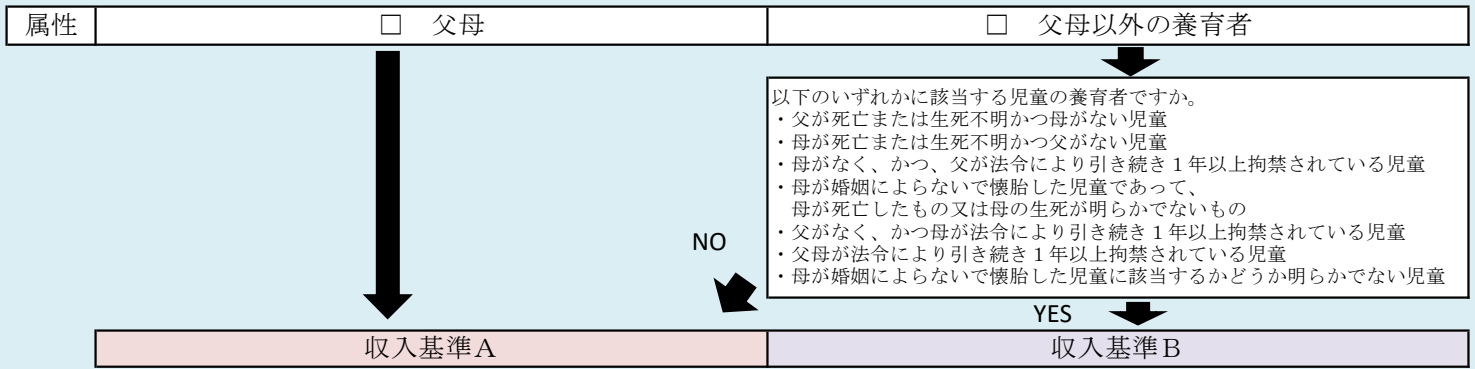 属性 □ 父母 □ 父母以外の養育者
以下のいずれかに該当する児童の養育者ですか。
・父が死亡または生死不明かつ母がない児童
・母が死亡または生死不明かつ父がない児童
・母がなく、かつ、父が法令により引き続き１年以上拘禁されている児童
・母が婚姻によらないで懐胎した児童であって、
母が死亡したもの又は母の生死が明らかでないもの
・父がなく、かつ母が法令により引き続き１年以上拘禁されている児童
・父母が法令により引き続き１年以上拘禁されている児童
・母が婚姻によらないで懐胎した児童に該当するかどうか明らかでない児童
NO
YES
収入基準Ａ 収入基準Ｂ